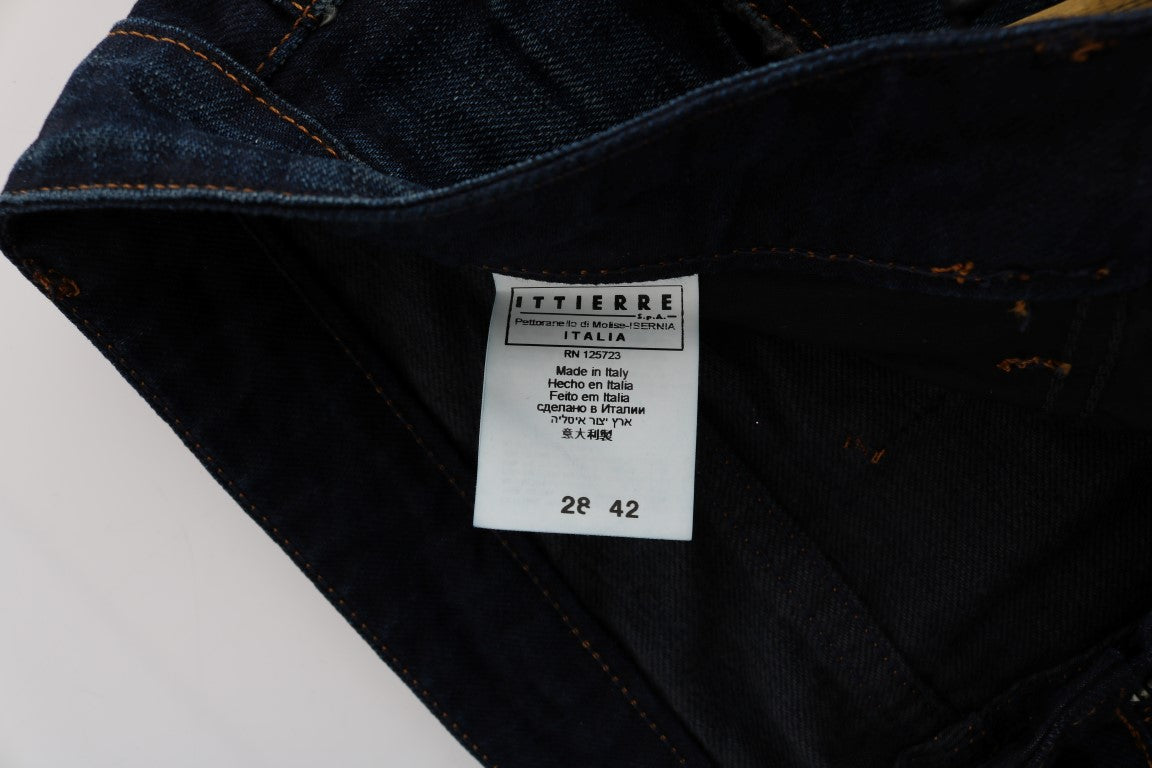 ITTIERRE
S.p.A.
Pettoranello di Molise-ISERNIA
ITALIA
RN 125723
Made in Italy
Hecho en Italia
Feito em Italia
сделано в Италии
ארץ יצור איטליה
意大利製
28 42